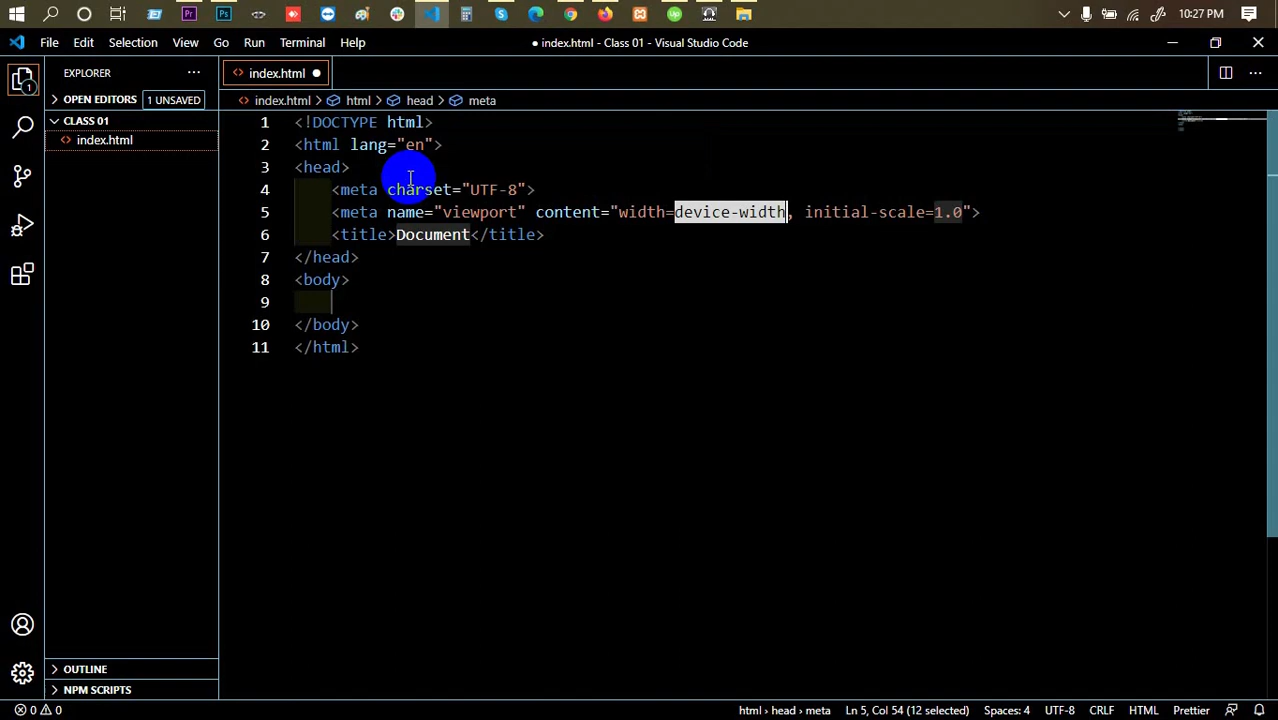 10:27 PM
File Edit Selection View Go Run Terminal Help
● index.html - Class 01 - Visual Studio Code
EXPLORER
index.html
OPEN EDITORS 1 UNSAVED
index.html > html > head > meta
CLASS 01
index.html
1 <!DOCTYPE html>
2 <html lang="en">
3 <head>
4 <meta charset="UTF-8">
5 <meta name="viewport" content="width=device-width, initial-scale=1.0">
6 <title>Document</title>
7 </head>
8 <body>
9
10 </body>
11 </html>
1
OUTLINE
NPM SCRIPTS
0 0 html › head › meta Ln 5, Col 54 (12 selected) Spaces: 4 UTF-8 CRLF HTML Prettier